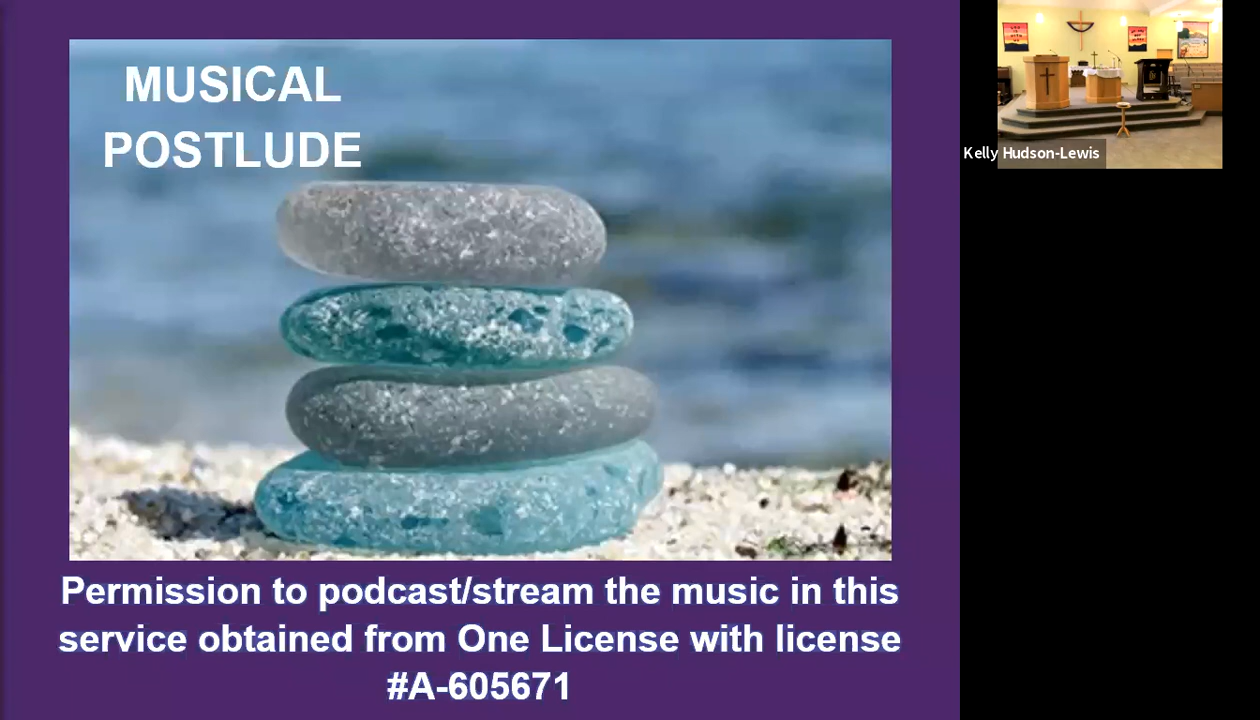 MUSICAL
POSTLUDE
Kelly Hudson-Lewis
Permission to podcast/stream the music in this
service obtained from One License with license
#A-605671